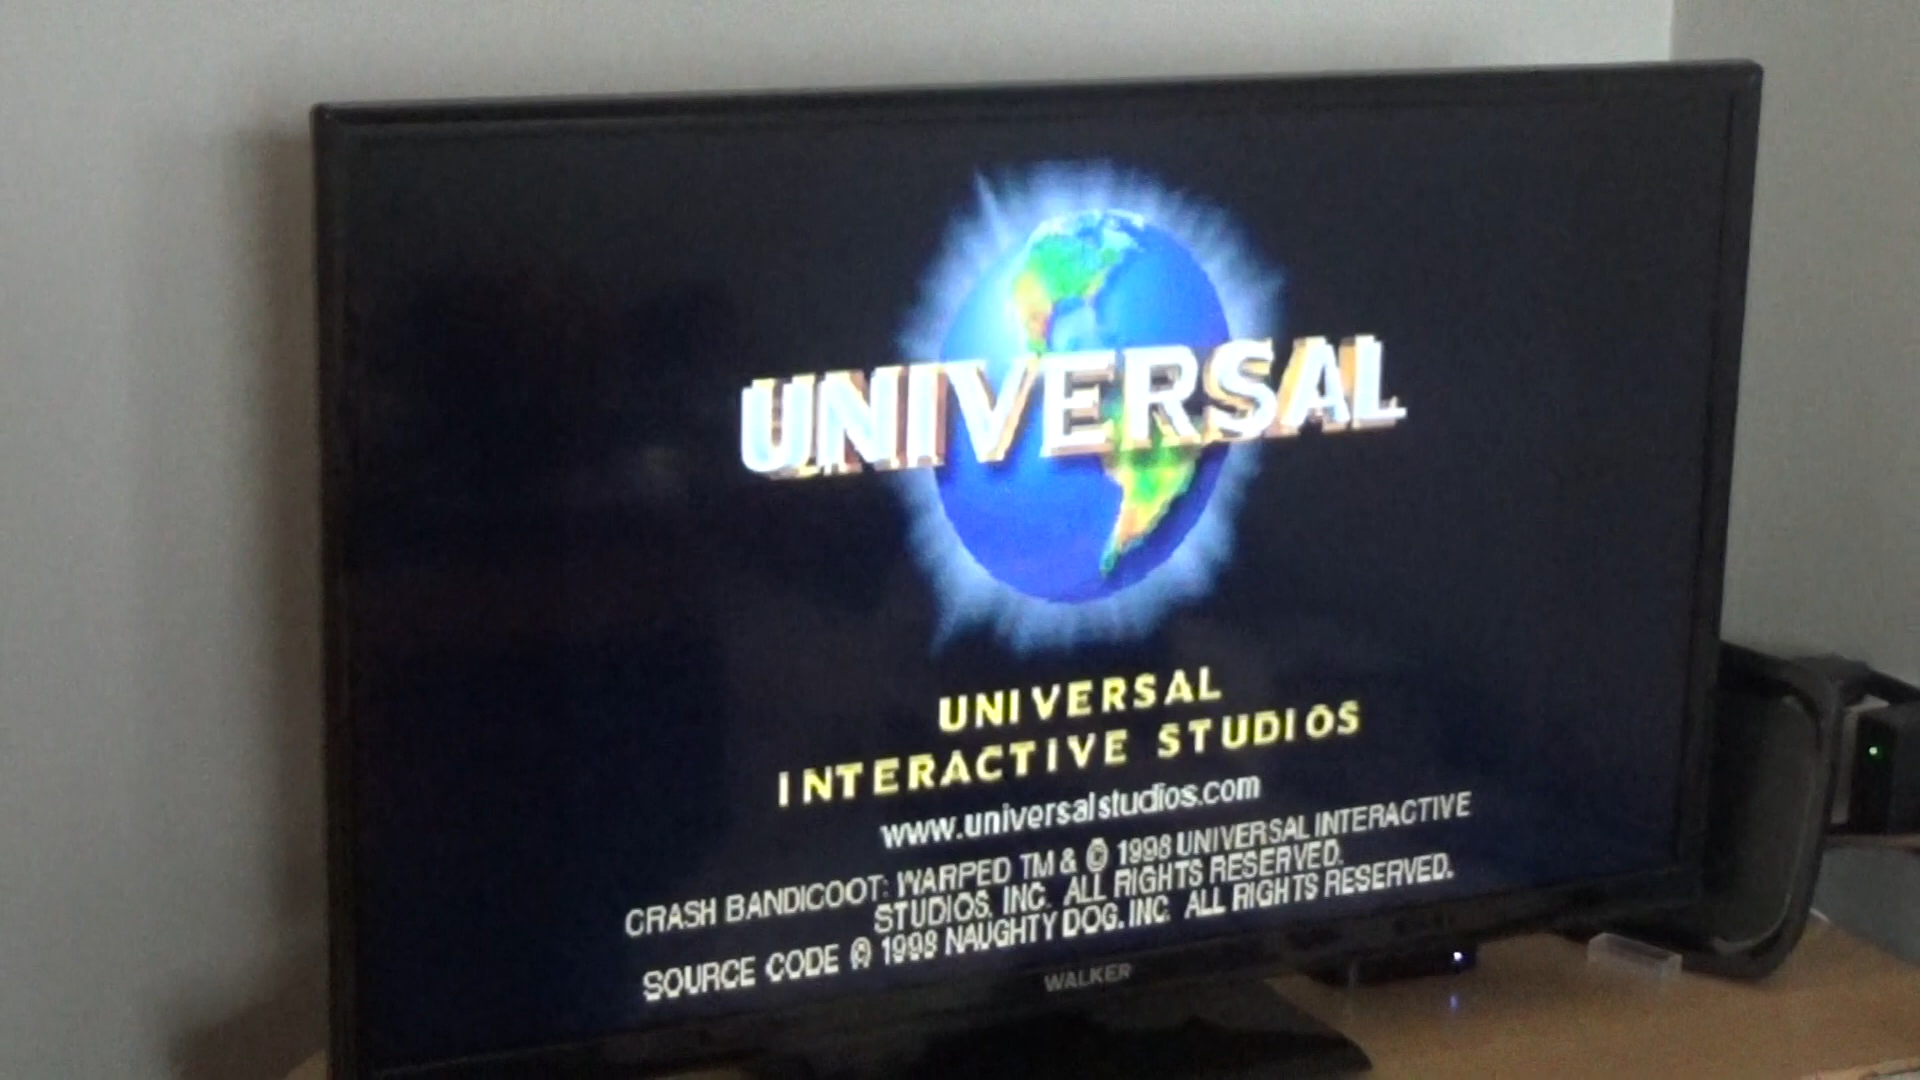 UNIVERSAL
UNIVERSAL
INTERACTIVE STUDIOS
www.universalstudios.com
CRASH BANDICOOT: WARPED TM & © 1998 UNIVERSAL INTERACTIVE
STUDIOS, INC. ALL RIGHTS RESERVED.
SOURCE CODE © 1998 NAUGHTY DOG, INC. ALL RIGHTS RESERVED.
WALKER